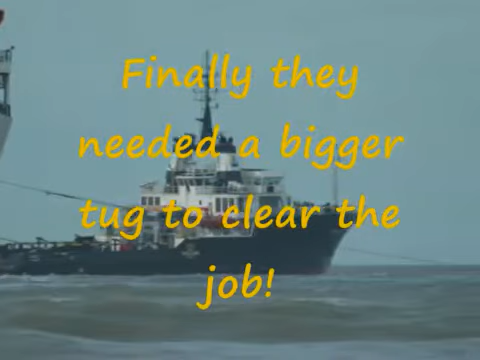 Finally they
needed a bigger
tug to clear the
job!